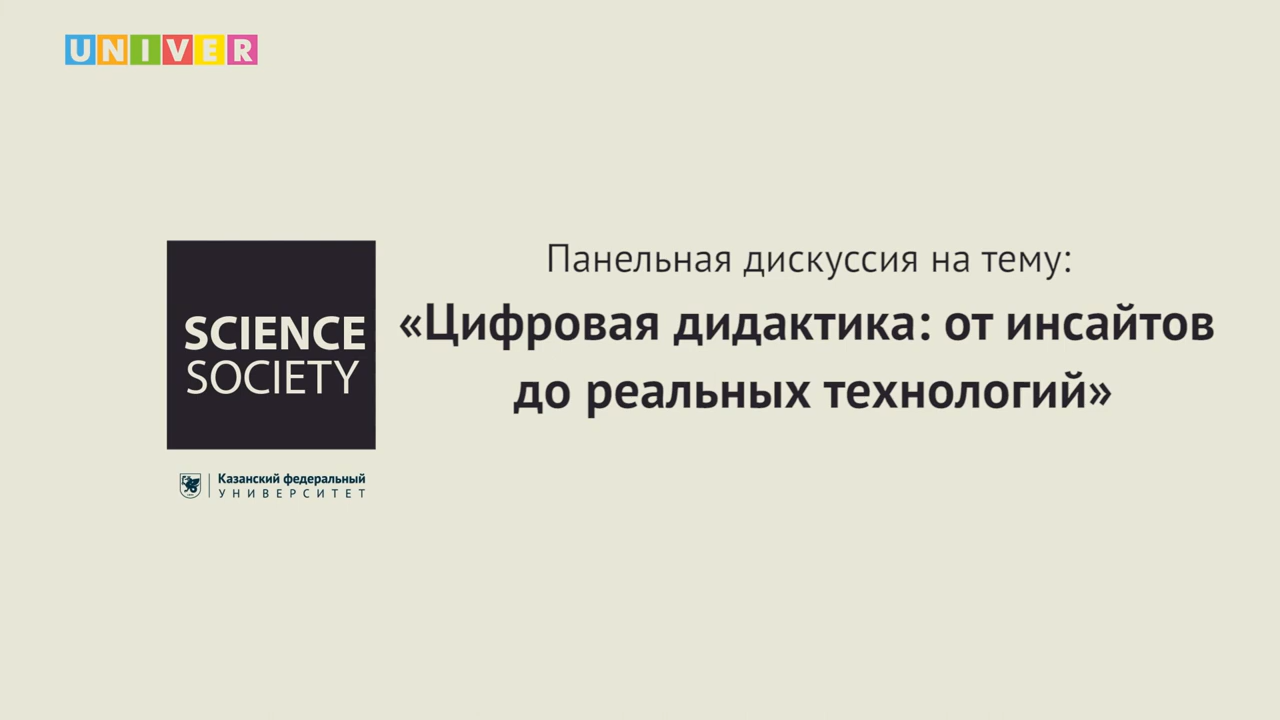 UNIVER
Панельная дискуссия на тему:
«Цифровая дидактика: от инсайтов
до реальных технологий»
SCIENCE
SOCIETY
Казанский федеральный
УНИВЕРСИТЕТ